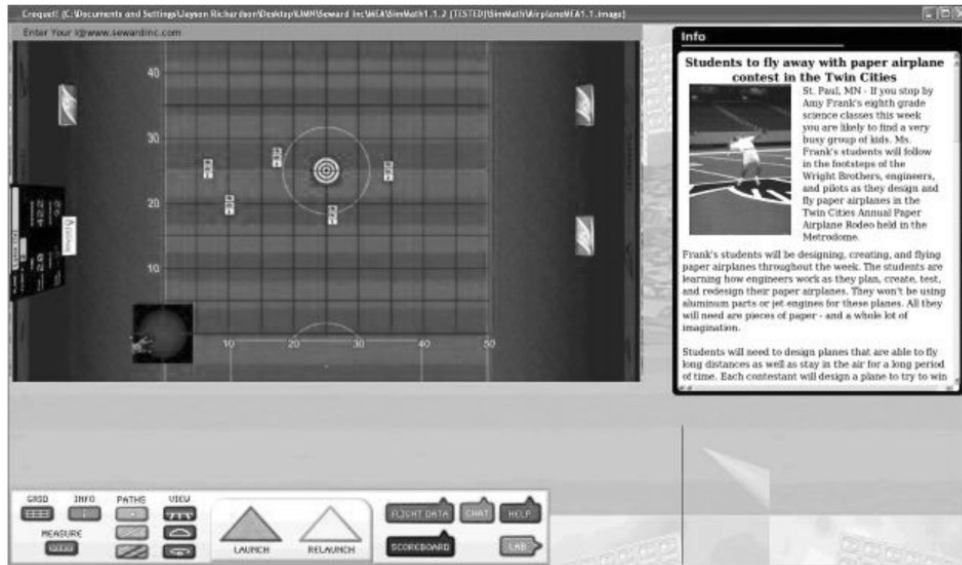 Croquet! (C:\Documents and Settings\Jayson Richardson\Desktop\JMN\Seward Inc\MEA\SimMath1.1.2 [TESTED]\SimMath\AirplaneMEA1.1.image)
Enter Your I@www.sewardinc.com
Info
Students to fly away with paper airplane
contest in the Twin Cities
St. Paul, MN - If you stop by
Amy Frank's eighth grade
science classes this week
you are likely to find a very
busy group of kids. Ms.
Frank's students will follow
in the footsteps of the
Wright Brothers, engineers,
and pilots as they design and
fly paper airplanes in the
Twin Cities Annual Paper
Airplane Rodeo held in the
Metrodome.
Frank's students will be designing, creating, and flying
paper airplanes throughout the week. The students are
learning how engineers work as they plan, create, test,
and redesign their paper airplanes. They won't be using
aluminum parts or jet engines for these planes. All they
will need are pieces of paper - and a whole lot of
imagination.
Students will need to design planes that are able to fly
long distances as well as stay in the air for a long period
of time. Each contestant will design a plane to try to win
40
30
20
10
10 20 30 40 50
GRID INFO PATHS VIEW
MEASURE
LAUNCH RELAUNCH
FLIGHT DATA CHAT HELP
SCOREBOARD LAB